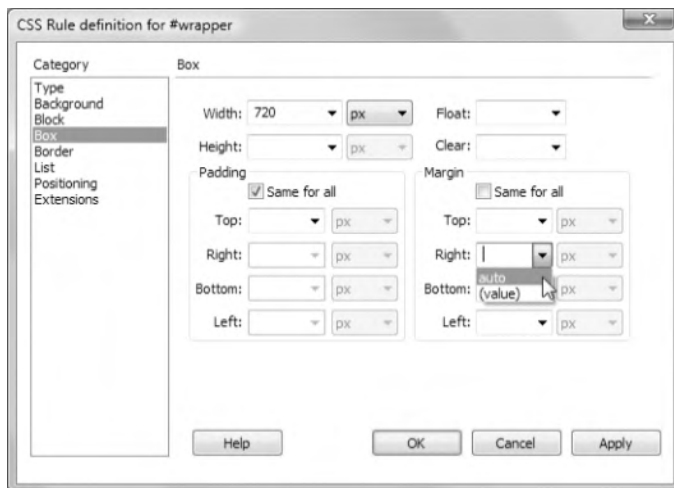 CSS Rule definition for #wrapper
Category
Type
Background
Block
Box
Border
List
Positioning
Extensions
Box
Width: 720 px Float:
Height: px Clear:
Padding
Same for all
Top: px
Right: px
Bottom: px
Left: px
Margin
Same for all
Top: px
Right: px
auto
(value)
Bottom: px
Left: px
Help OK Cancel Apply